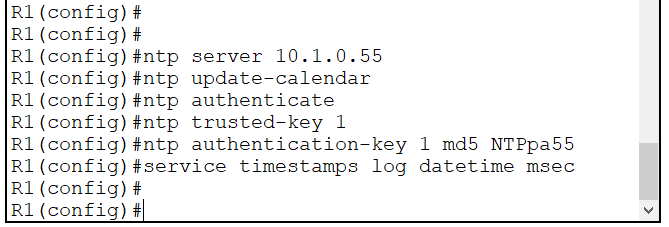 R1(config)#
R1(config)#
R1(config)#ntp server 10.1.0.55
R1(config)#ntp update-calendar
R1(config)#ntp authenticate
R1(config)#ntp trusted-key 1
R1(config)#ntp authentication-key 1 md5 NTPpa55
R1(config)#service timestamps log datetime msec
R1(config)#
R1(config)#